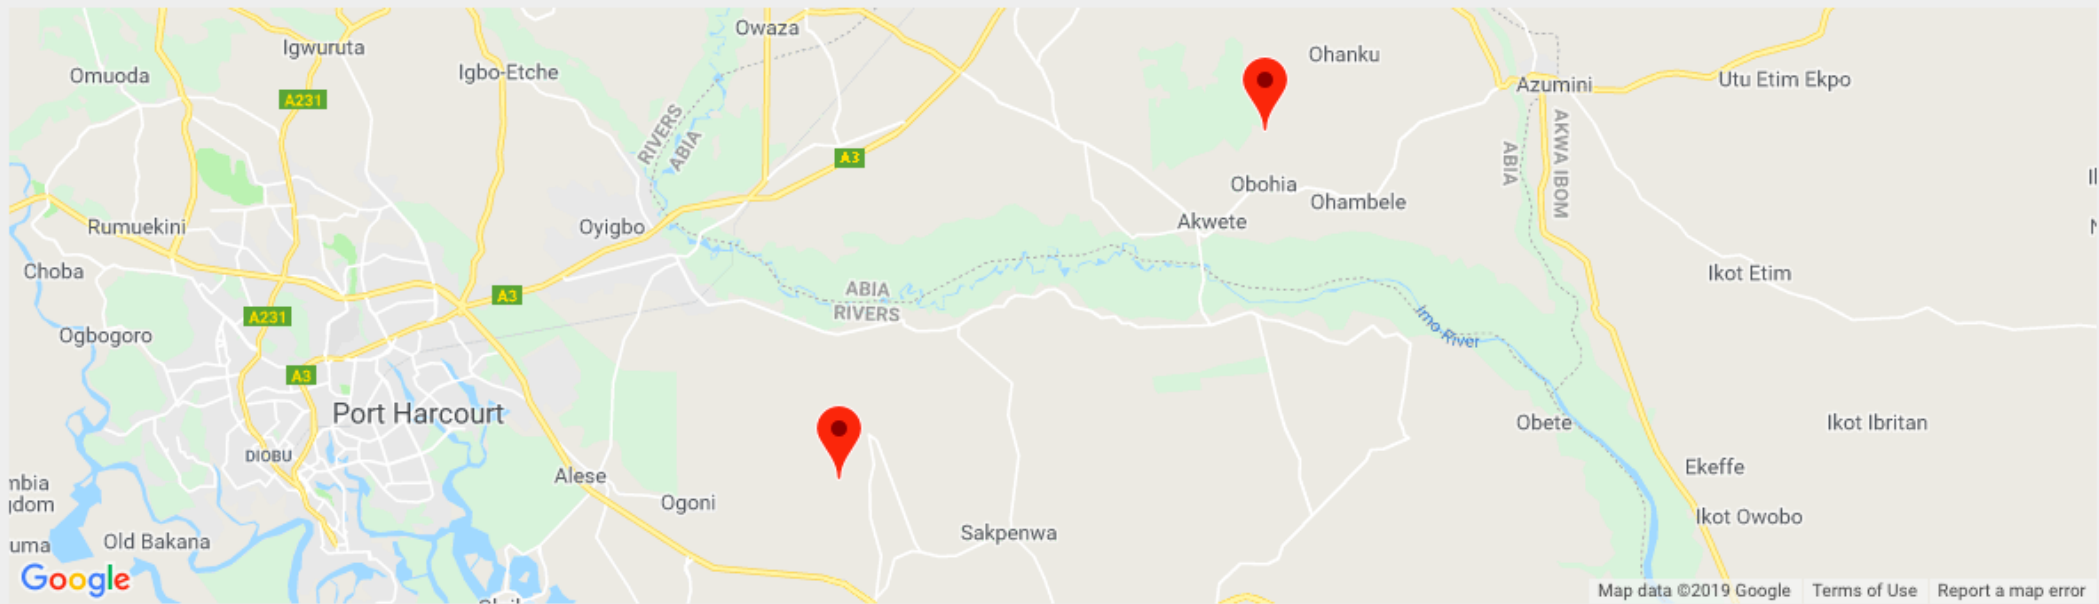 Owaza
Igwuruta
Ohanku
Omuoda
Igbo-Etche
Azumini
Utu Etim Ekpo
A231
RIVERS
ABIA
A3
ABIA
AKWA IBOM
Obohia
Ohambele
Rumuekini
Oyigbo
Akwete
Choba
Ikot Etim
ABIA
RIVERS
A3
A231
Imo River
Ogbogoro
A3
Port Harcourt
Obete
Ikot Ibritan
DIOBU
Alese
Ekeffe
Ogoni
Ikot Owobo
Sakpenwa
Old Bakana
Google
Map data ©2019 Google
Terms of Use
Report a map error